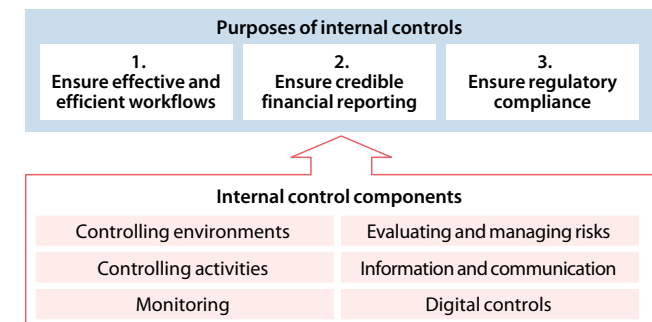 Purposes of internal controls
1.
Ensure effective and
efficient workflows
2.
Ensure credible
financial reporting
3.
Ensure regulatory
compliance
Internal control components
Controlling environments
Evaluating and managing risks
Controlling activities
Information and communication
Monitoring
Digital controls